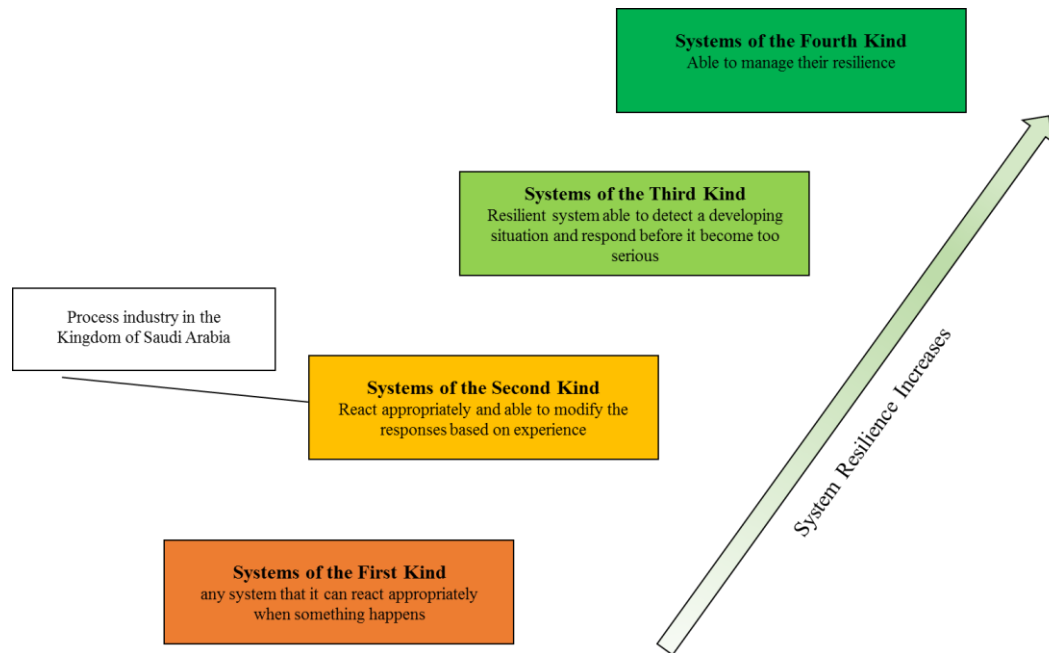 Systems of the Fourth Kind
Able to manage their resilience
Systems of the Third Kind
Resilient system able to detect a developing
situation and respond before it become too
serious
Process industry in the
Kingdom of Saudi Arabia
Systems of the Second Kind
React appropriately and able to modify the
responses based on experience
System Resilience Increases
Systems of the First Kind
any system that it can react appropriately
when something happens